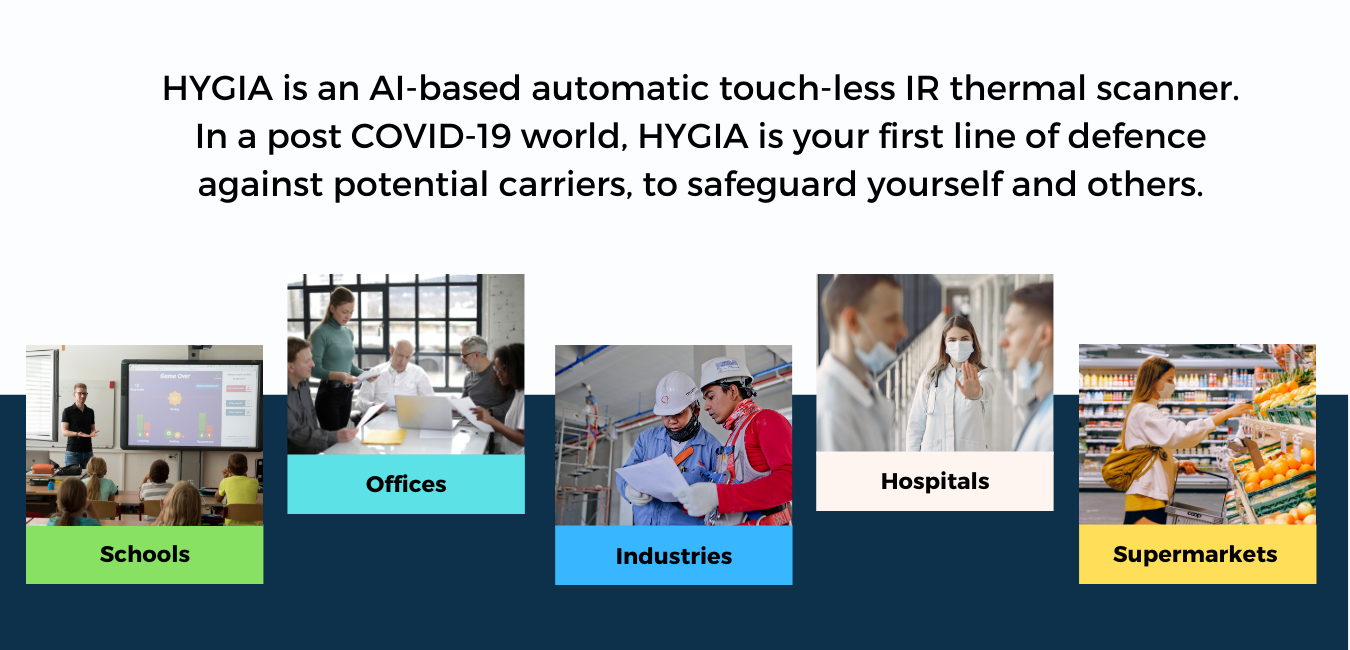 HYGIA is an AI-based automatic touch-less IR thermal scanner.
In a post COVID-19 world, HYGIA is your first line of defence
against potential carriers, to safeguard yourself and others.
Game Over
Offices
Hospitals
Schools
Industries
Supermarkets